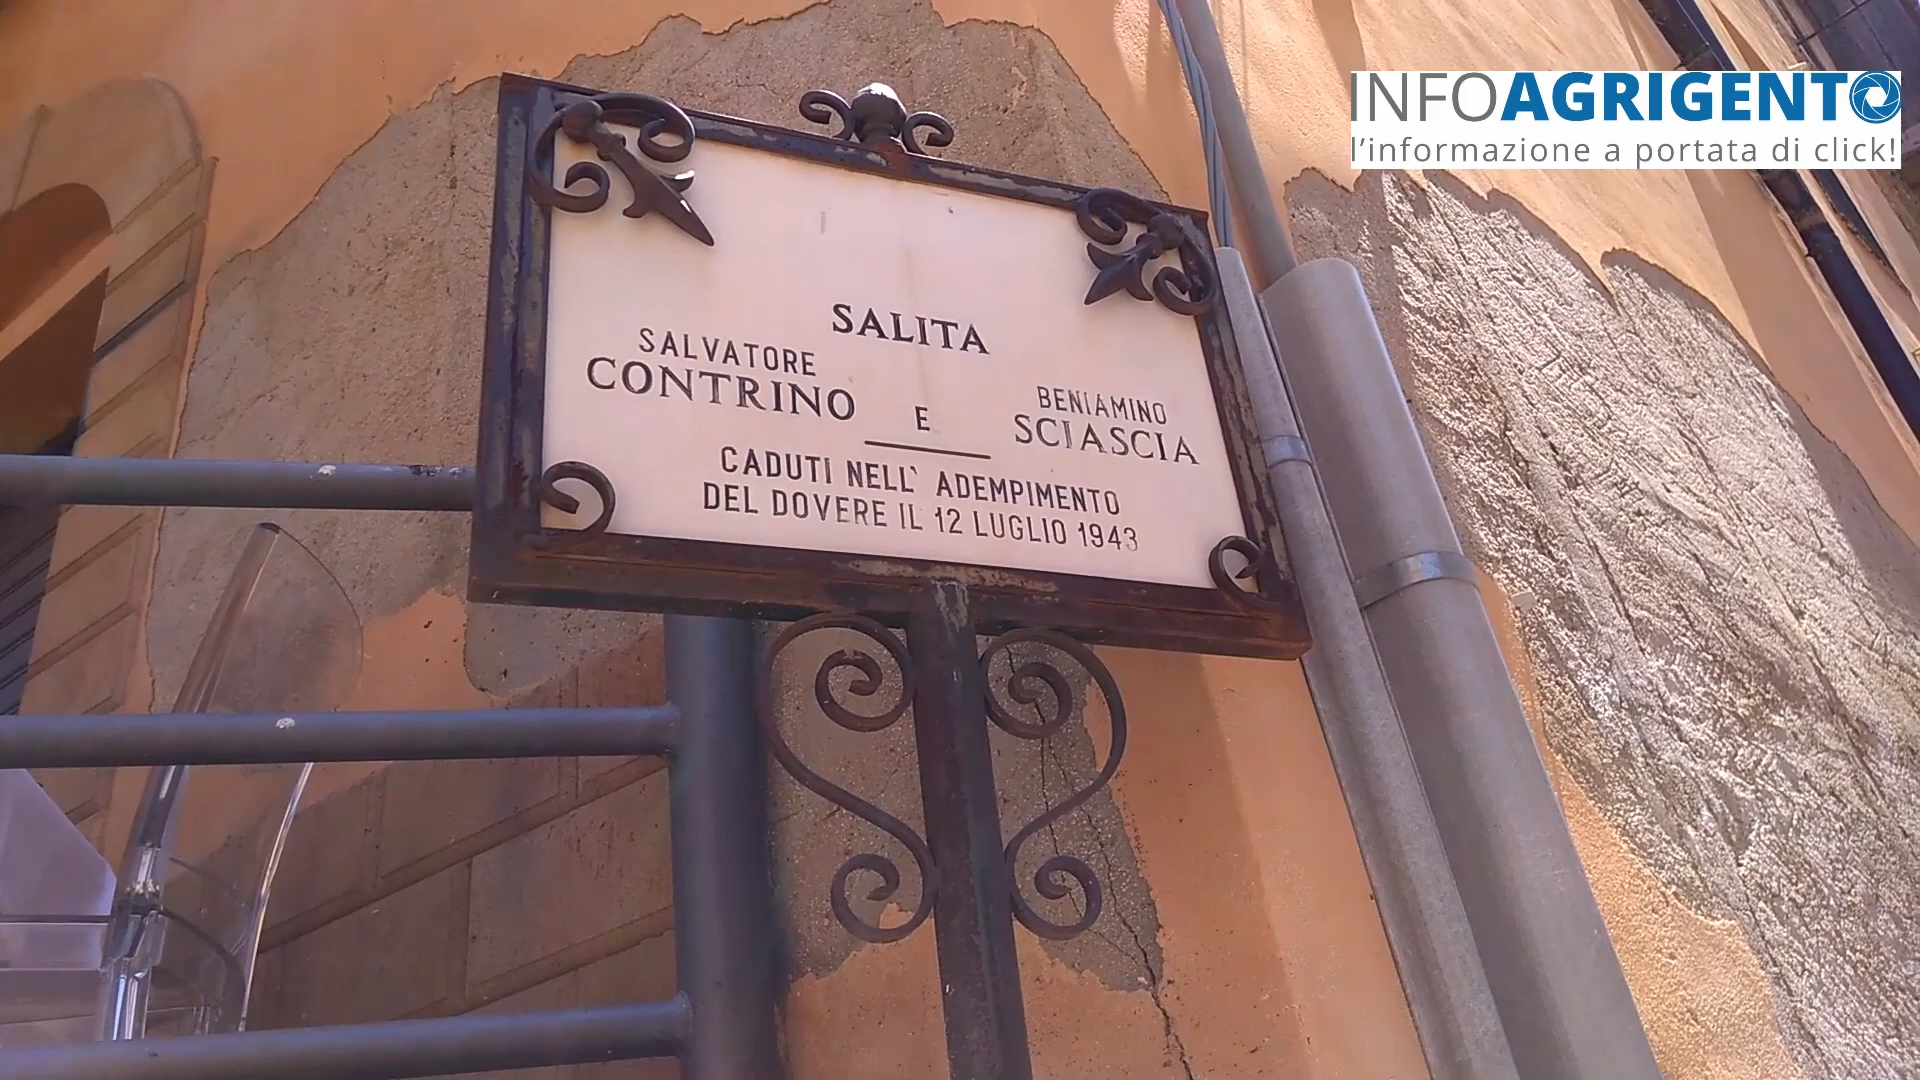 INFOAGRIGENTO
l'informazione a portata di click!
SALITA
SALVATORE
CONTRINO
E
BENIAMINO
SCIASCIA
CADUTI NELL' ADEMPIMENTO
DEL DOVERE IL 12 LUGLIO 1943